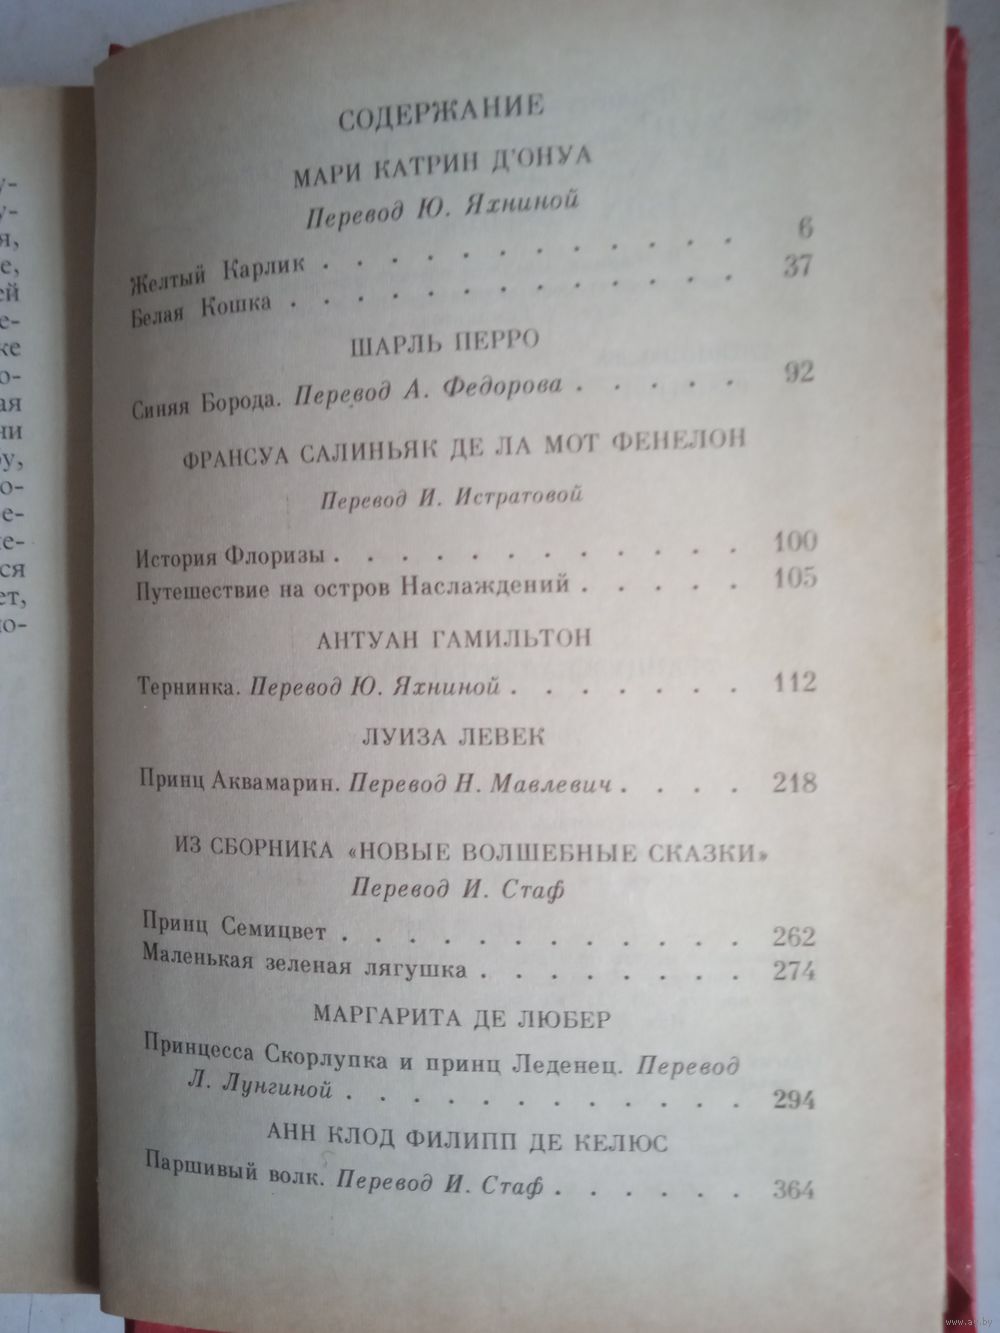 СОДЕРЖАНИЕ
МАРИ КАТРИН Д'ОНУА
Перевод Ю. Яхниной
Желтый Карлик . . . . . . . . . . . . . 6
Белая Кошка . . . . . . . . . . . . . . 37
ШАРЛЬ ПЕРРО
Синяя Борода. Перевод А. Федорова . . . . . 92
ФРАНСУА САЛИНЬЯК ДЕ ЛА МОТ ФЕНЕЛОН
Перевод И. Истратовой
История Флоризы . . . . . . . . . . . . . 100
Путешествие на остров Наслаждений . . . . . 105
АНТУАН ГАМИЛЬТОН
Тернинка. Перевод Ю. Яхниной . . . . . . . 112
ЛУИЗА ЛЕВЕК
Принц Аквамарин. Перевод Н. Мавлевич . . . . 218
ИЗ СБОРНИКА «НОВЫЕ ВОЛШЕБНЫЕ СКАЗКИ»
Перевод И. Стаф
Принц Семицвет . . . . . . . . . . . . . 262
Маленькая зеленая лягушка . . . . . . . . 274
МАРГАРИТА ДЕ ЛЮБЕР
Принцесса Скорлупка и принц Леденец. Перевод
Л. Лунгиной . . . . . . . . . . . . 294
АНН КЛОД ФИЛИПП ДЕ КЕЛЮС
Паршивый волк. Перевод И. Стаф . . . . . . 364
www.ay.by